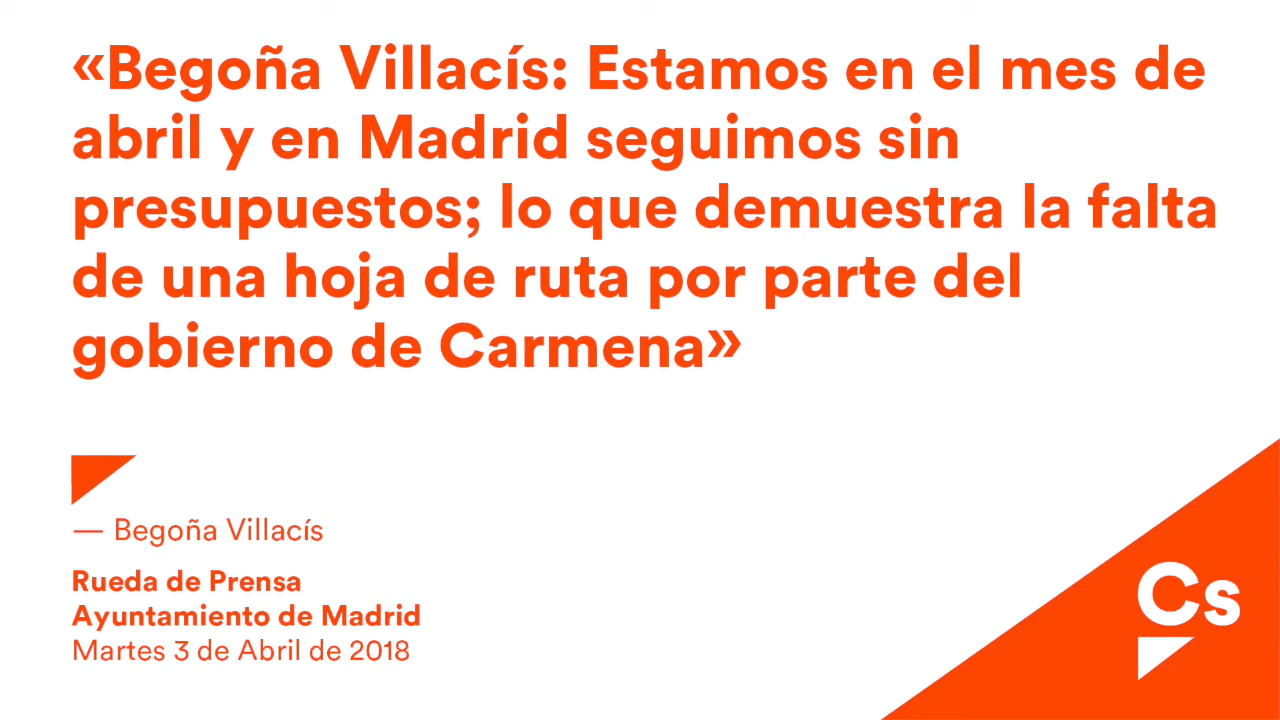 «Begoña Villacís: Estamos en el mes de
abril y en Madrid seguimos sin
presupuestos; lo que demuestra la falta
de una hoja de ruta por parte del
gobierno de Carmena»
— Begoña Villacís
Rueda de Prensa
Ayuntamiento de Madrid
Martes 3 de Abril de 2018
Cs